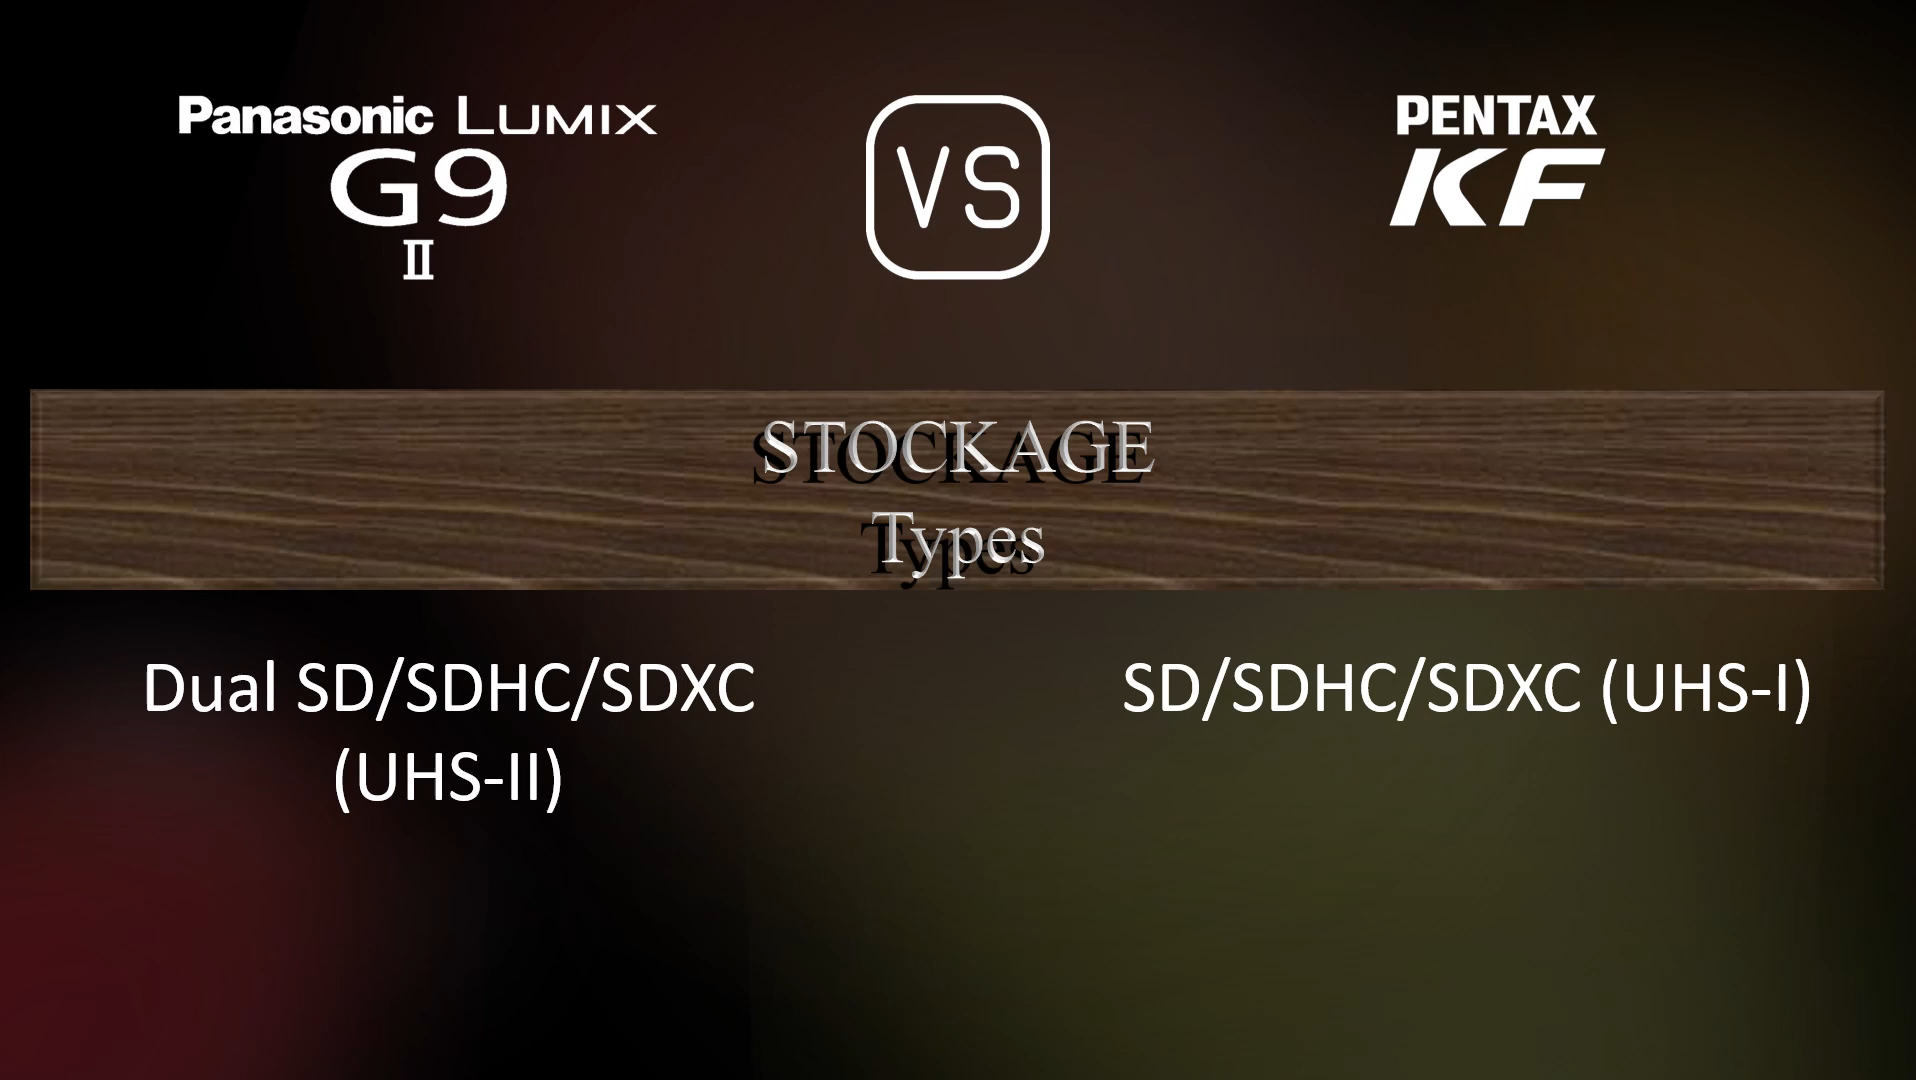 Panasonic LUMIX
G9
II
VS
PENTAX
KF
STOCKAGE
Types
Dual SD/SDHC/SDXC
(UHS-II)
SD/SDHC/SDXC (UHS-I)